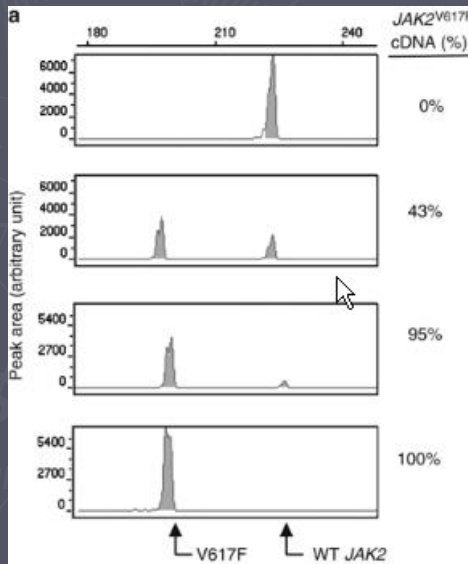 a
180 210 240
JAK2V617F
cDNA (%)
Peak area (arbitrary unit)
6000
4000
2000
0
0%
6000
4000
2000
0
43%
5400
2700
0
95%
5400
2700
0
100%
V617F
WT JAK2